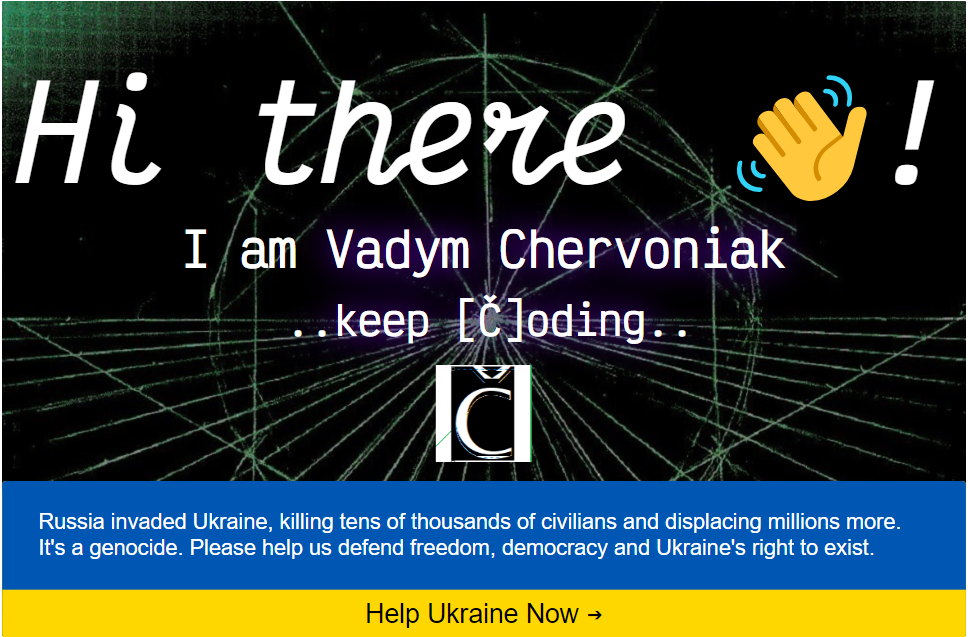 Hi there 👋!
I am Vadym Chervoniak
..keep [Č]oding..
Č
Russia invaded Ukraine, killing tens of thousands of civilians and displacing millions more.
It's a genocide. Please help us defend freedom, democracy and Ukraine's right to exist.
Help Ukraine Now →